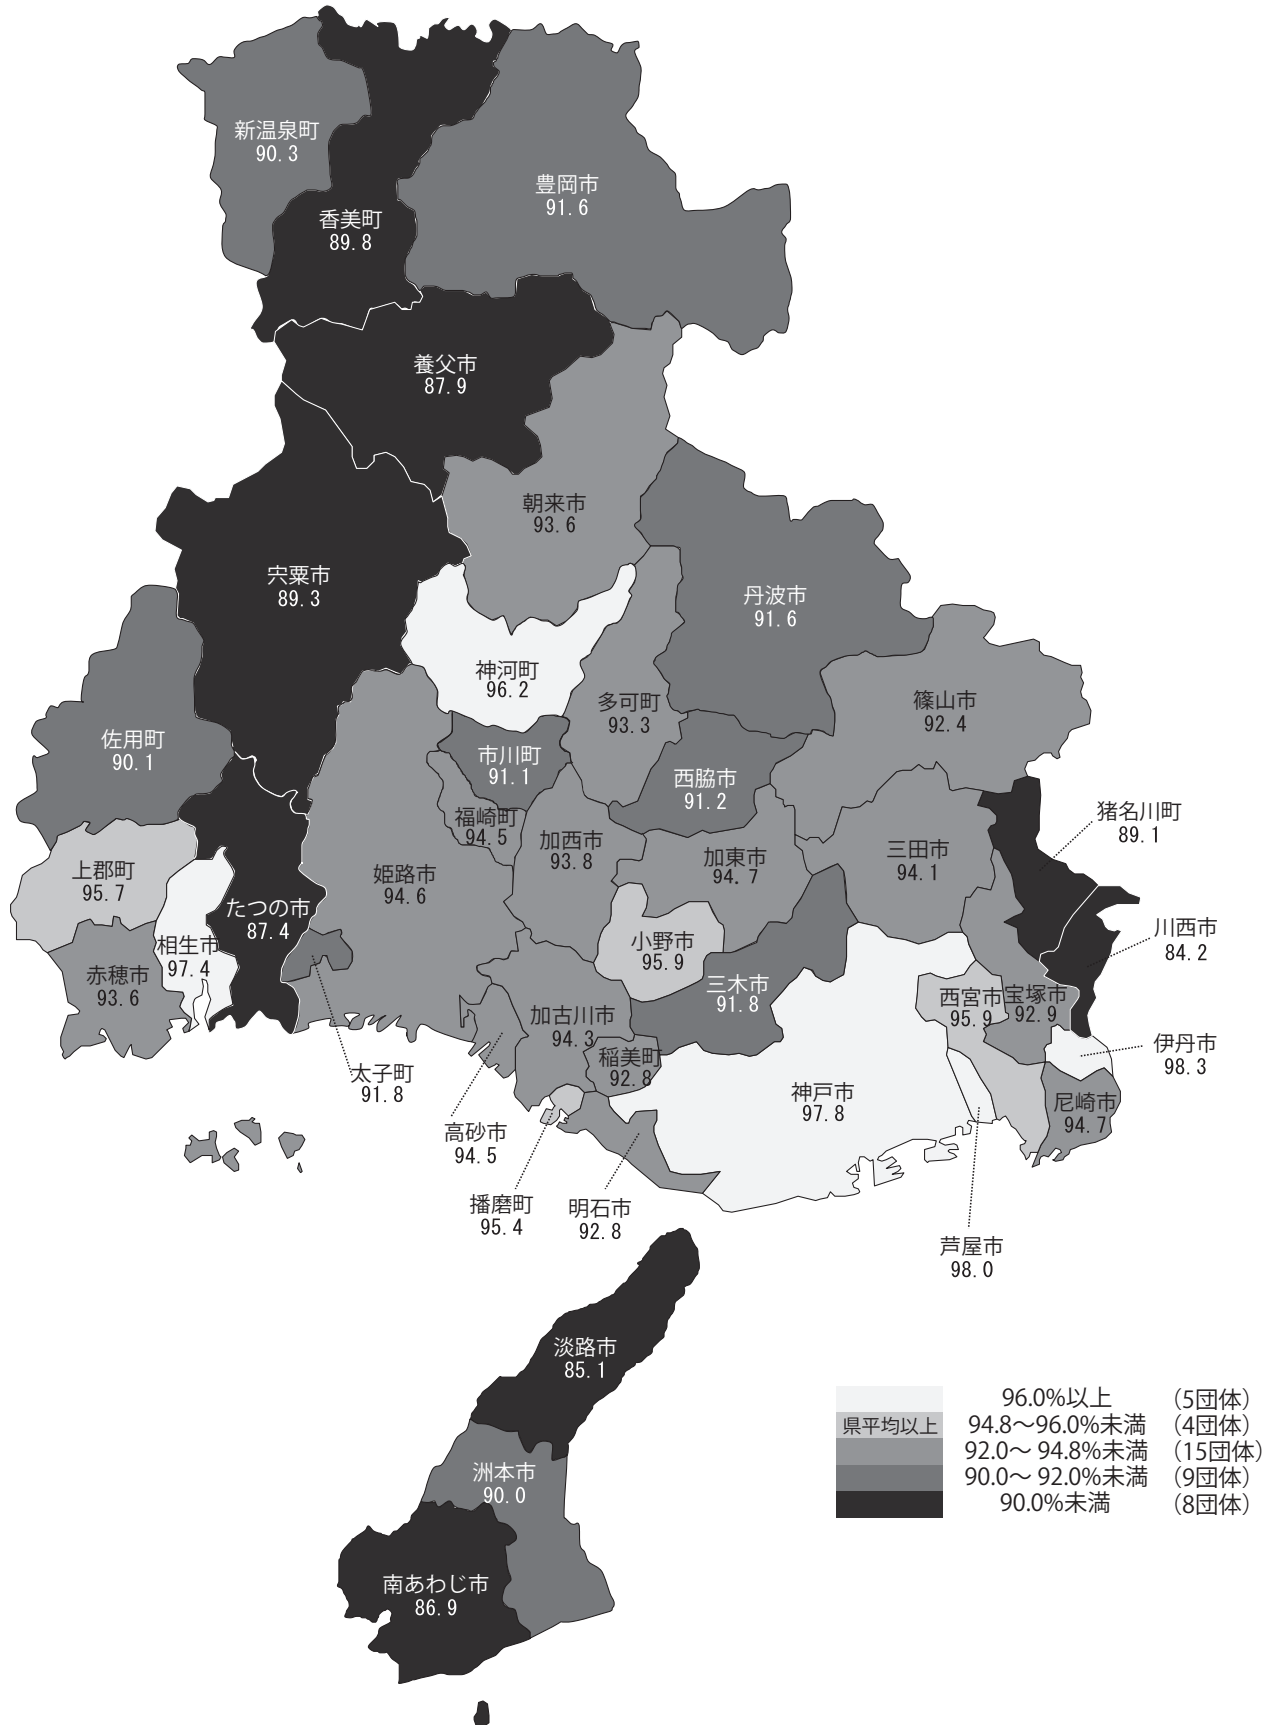 新温泉町
90.3
豊岡市
91.6
香美町
89.8
養父市
87.9
朝来市
93.6
宍粟市
89.3
丹波市
91.6
神河町
96.2
多可町
93.3
篠山市
92.4
佐用町
90.1
市川町
91.1
西脇市
91.2
福崎町
94.5
加西市
93.8
加東市
94.7
三田市
94.1
猪名川町
89.1
上郡町
95.7
姫路市
94.6
たつの市
87.4
川西市
84.2
相生市
97.4
小野市
95.9
赤穂市
93.6
三木市
91.8
西宮市
95.9
宝塚市
92.9
加古川市
94.3
稲美町
92.8
伊丹市
98.3
太子町
91.8
神戸市
97.8
尼崎市
94.7
高砂市
94.5
播磨町
95.4
明石市
92.8
芦屋市
98.0
淡路市
85.1
洲本市
90.0
南あわじ市
86.9
96.0%以上 (5団体)
県平均以上 94.8～96.0%未満 (4団体)
92.0～94.8%未満 (15団体)
90.0～92.0%未満 (9団体)
90.0%未満 (8団体)